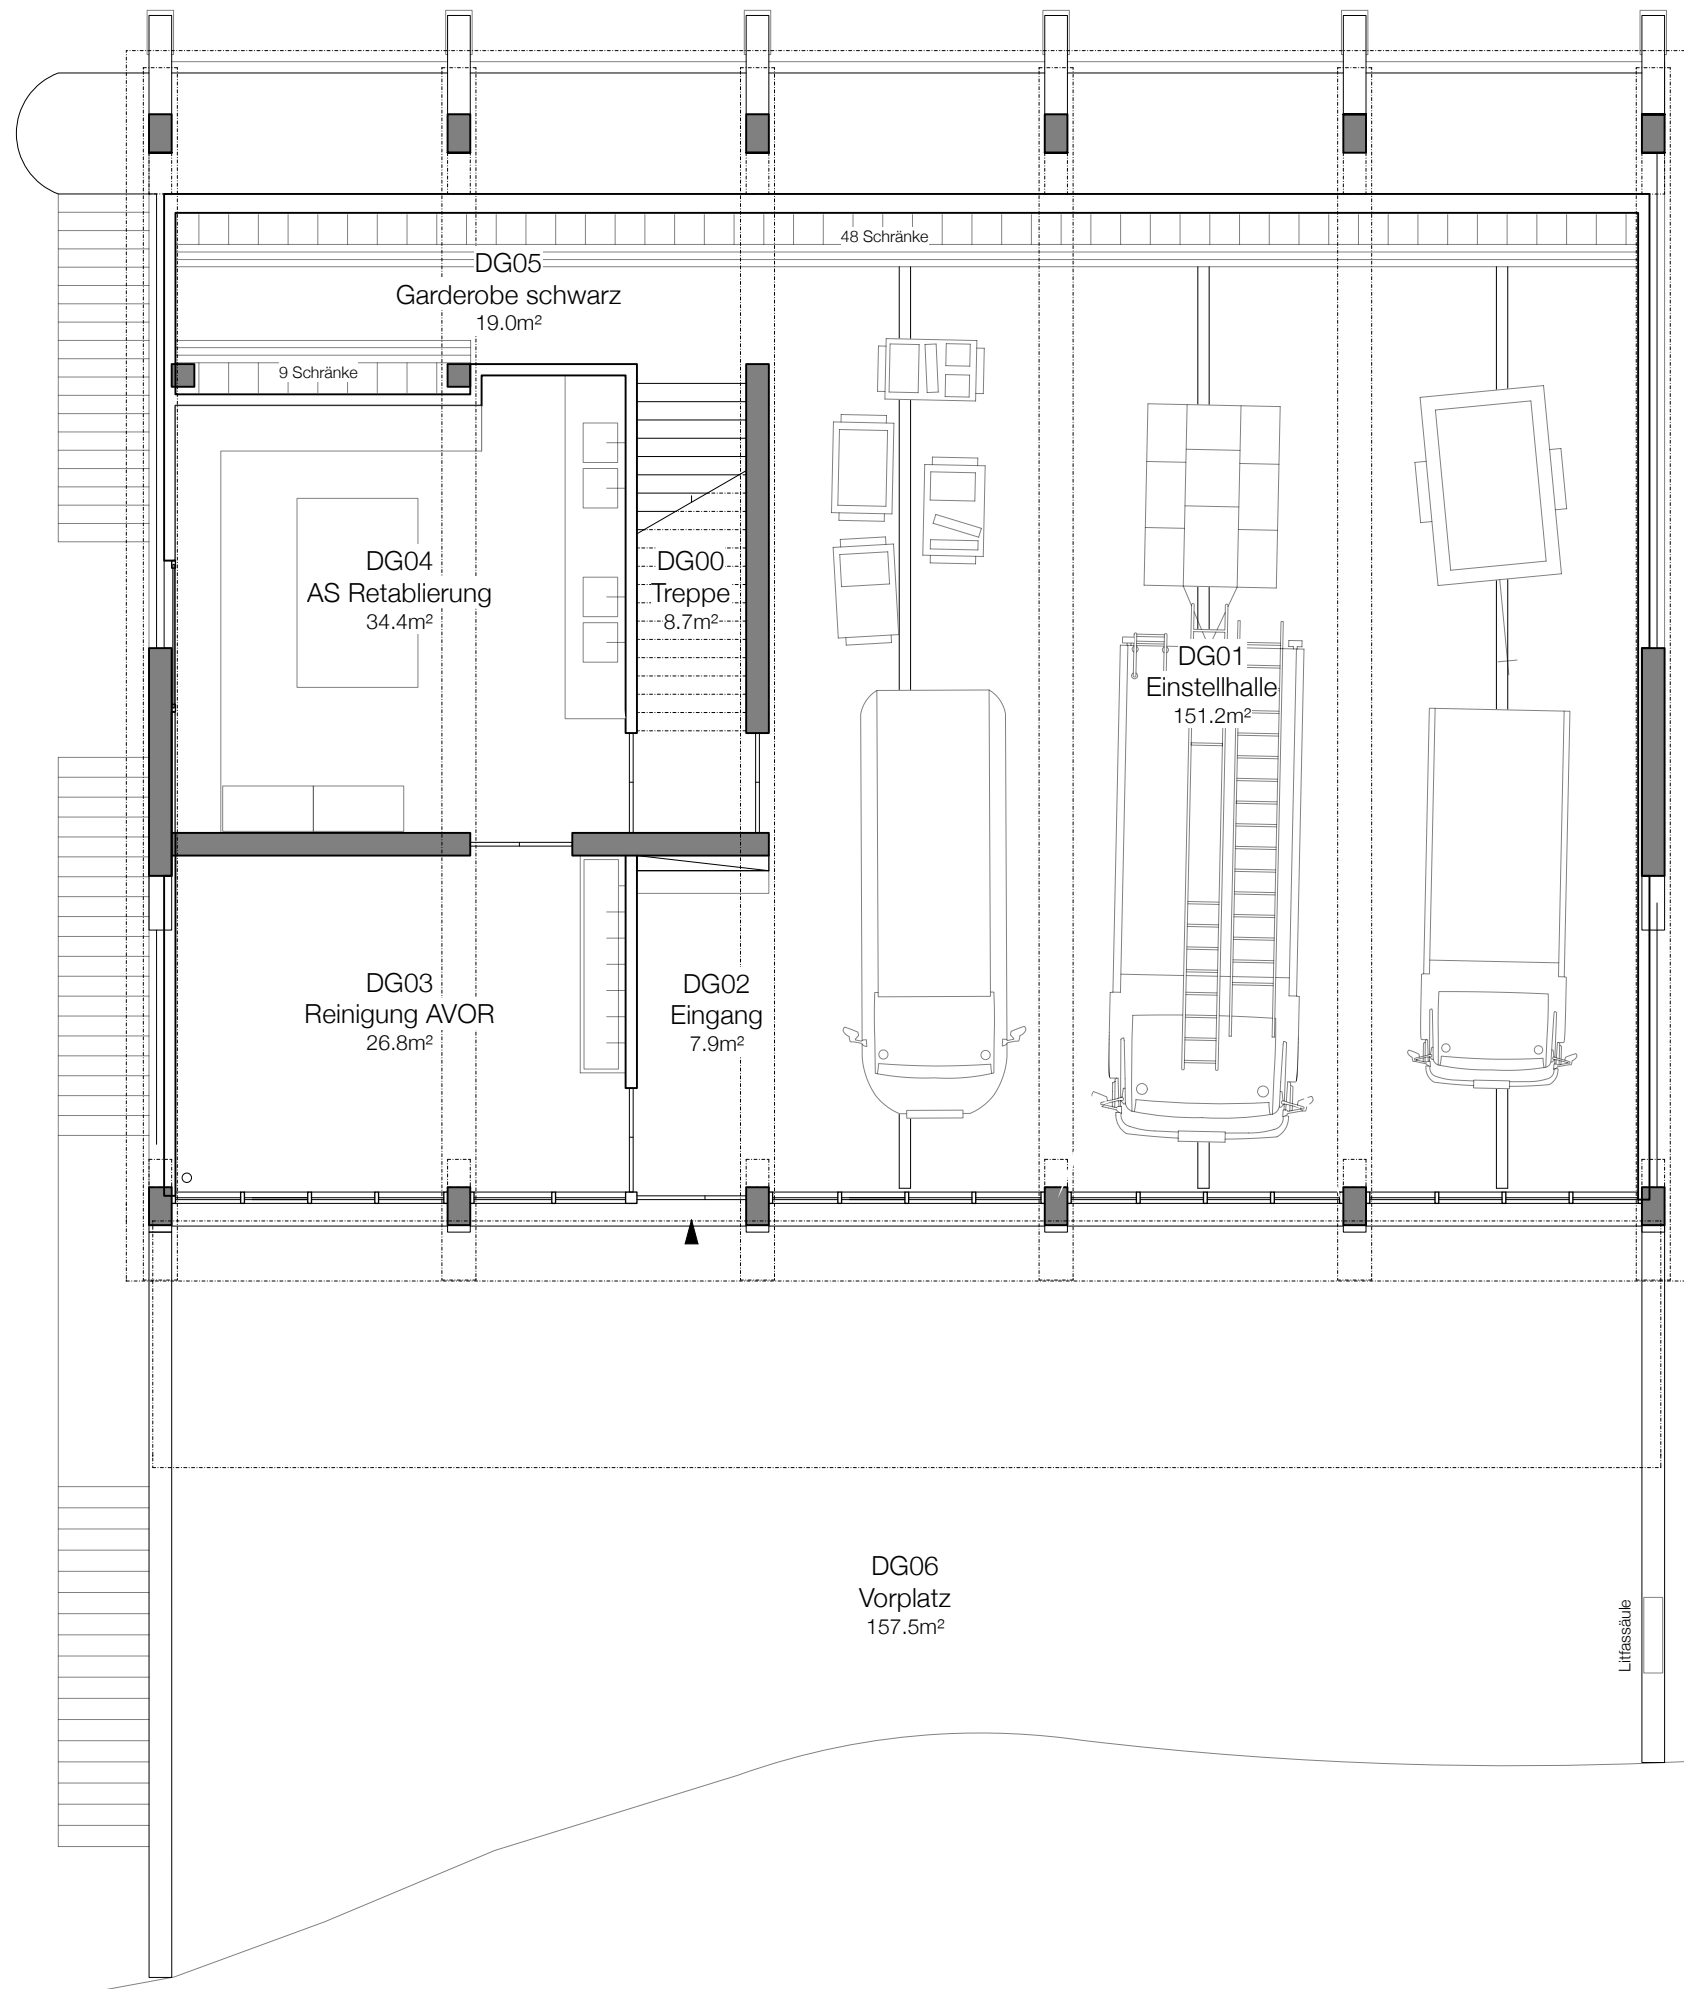 48 Schränke
DG05
Garderobe schwarz
19.0m²
9 Schränke
DG04
AS Retablierung
34.4m²
DG00
Treppe
8.7m²
DG01
Einstellhalle
151.2m²
DG03
Reinigung AVOR
26.8m²
DG02
Eingang
7.9m²
DG06
Vorplatz
157.5m²
Litfassäule